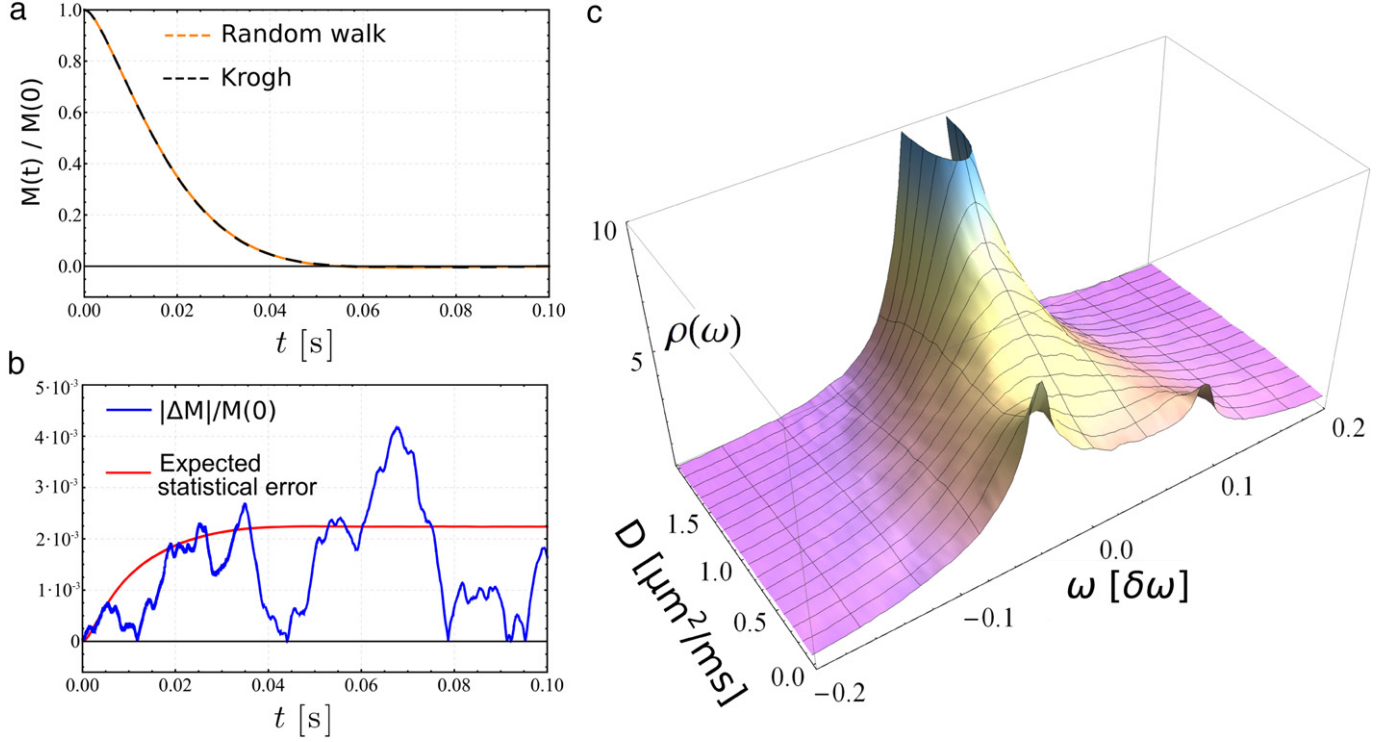 a
1.0
0.8
0.6
0.4
0.2
0.0
M(t) / M(0)
Random walk
Krogh
0.00 0.02 0.04 0.06 0.08 0.10
t [s]
b
5·10⁻³
4·10⁻³
3·10⁻³
2·10⁻³
1·10⁻³
0
|ΔM|/M(0)
Expected
statistical error
0.00 0.02 0.04 0.06 0.08 0.10
t [s]
c
10
5
ρ(ω)
1.5
1.0
0.5
0.0
D [μm²/ms]
−0.2
−0.1
0.0
0.1
0.2
ω [δω]